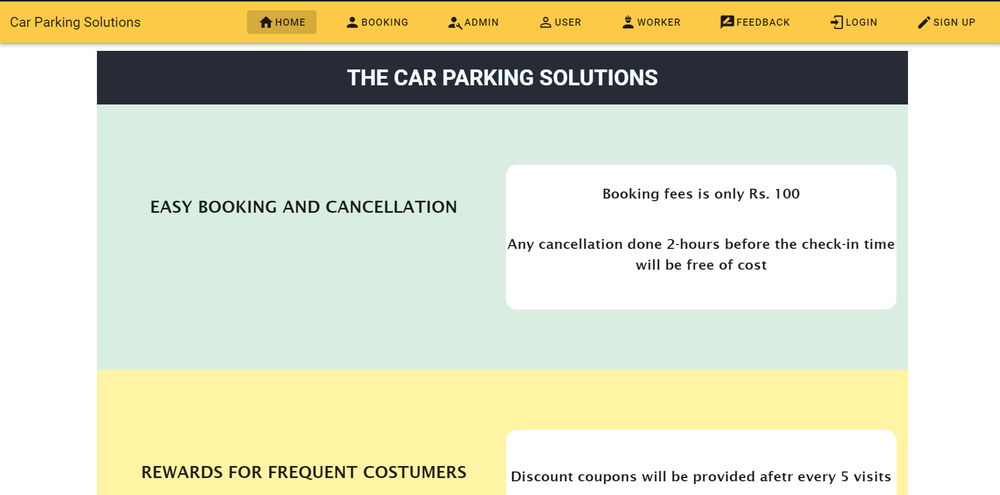 Car Parking Solutions HOME BOOKING ADMIN USER WORKER FEEDBACK LOGIN SIGN UP
THE CAR PARKING SOLUTIONS
EASY BOOKING AND CANCELLATION
Booking fees is only Rs. 100
Any cancellation done 2-hours before the check-in time
will be free of cost
REWARDS FOR FREQUENT COSTUMERS
Discount coupons will be provided afetr every 5 visits